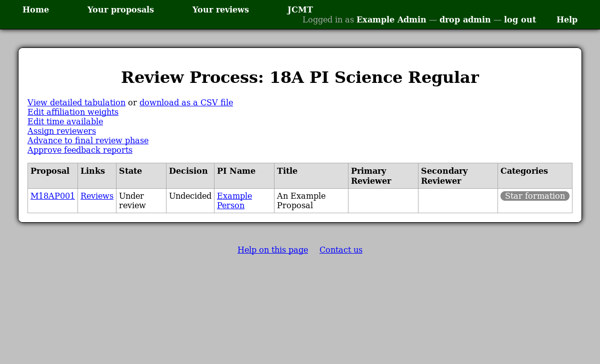 Home Your proposals Your reviews JCMT
Logged in as Example Admin — drop admin — log out Help
Review Process: 18A PI Science Regular
View detailed tabulation or download as a CSV file
Edit affiliation weights
Edit time available
Assign reviewers
Advance to final review phase
Approve feedback reports
Proposal Links State Decision PI Name Title Primary Reviewer Secondary Reviewer Categories
M18AP001 Reviews Under review Undecided Example Person An Example Proposal Star formation
Help on this page Contact us